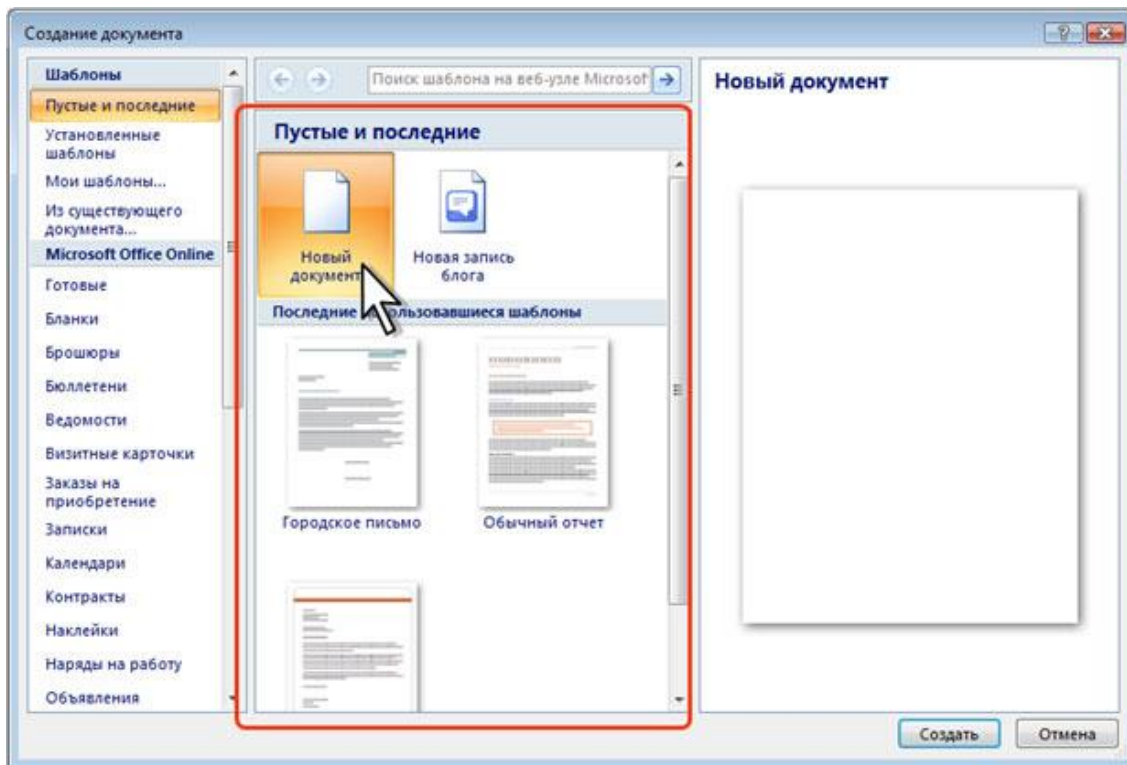 Создание документа
Шаблоны
Пустые и последние
Установленные
шаблоны
Мои шаблоны...
Из существующего
документа...
Microsoft Office Online
Готовые
Бланки
Брошюры
Бюллетени
Ведомости
Визитные карточки
Заказы на
приобретение
Записки
Календари
Контракты
Наклейки
Наряды на работу
Объявления
Поиск шаблона на веб-узле Microsof
Пустые и последние
Новый
документ
Новая запись
блога
Последние использовавшиеся шаблоны
Городское письмо
Обычный отчет
Новый документ
Создать
Отмена